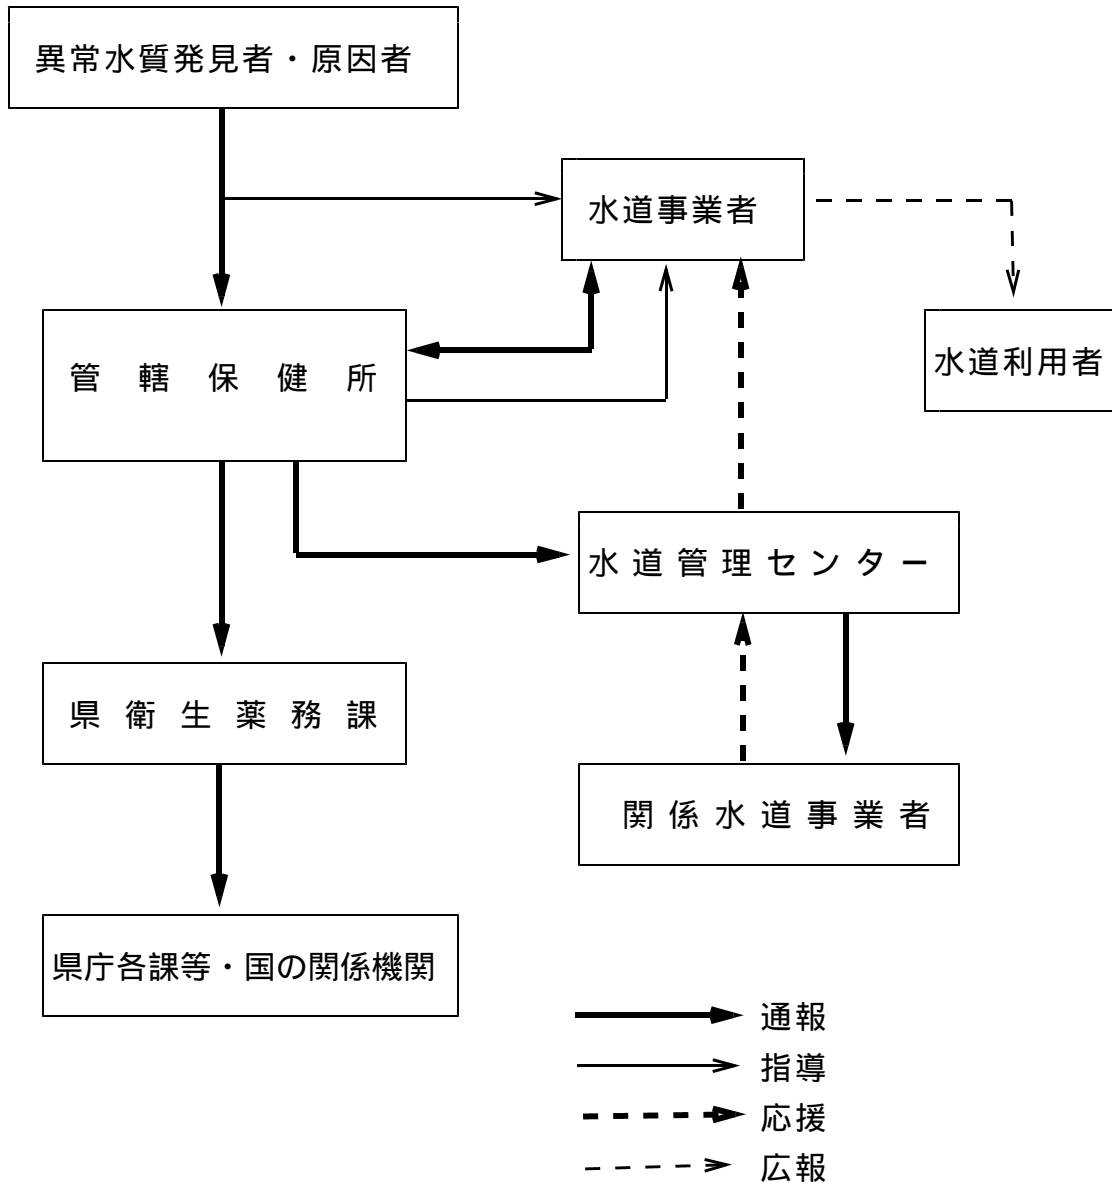 異常水質発見者・原因者
水道事業者
管轄保健所
水道利用者
水道管理センター
県衛生薬務課
関係水道事業者
県庁各課等・国の関係機関
通報
指導
応援
広報